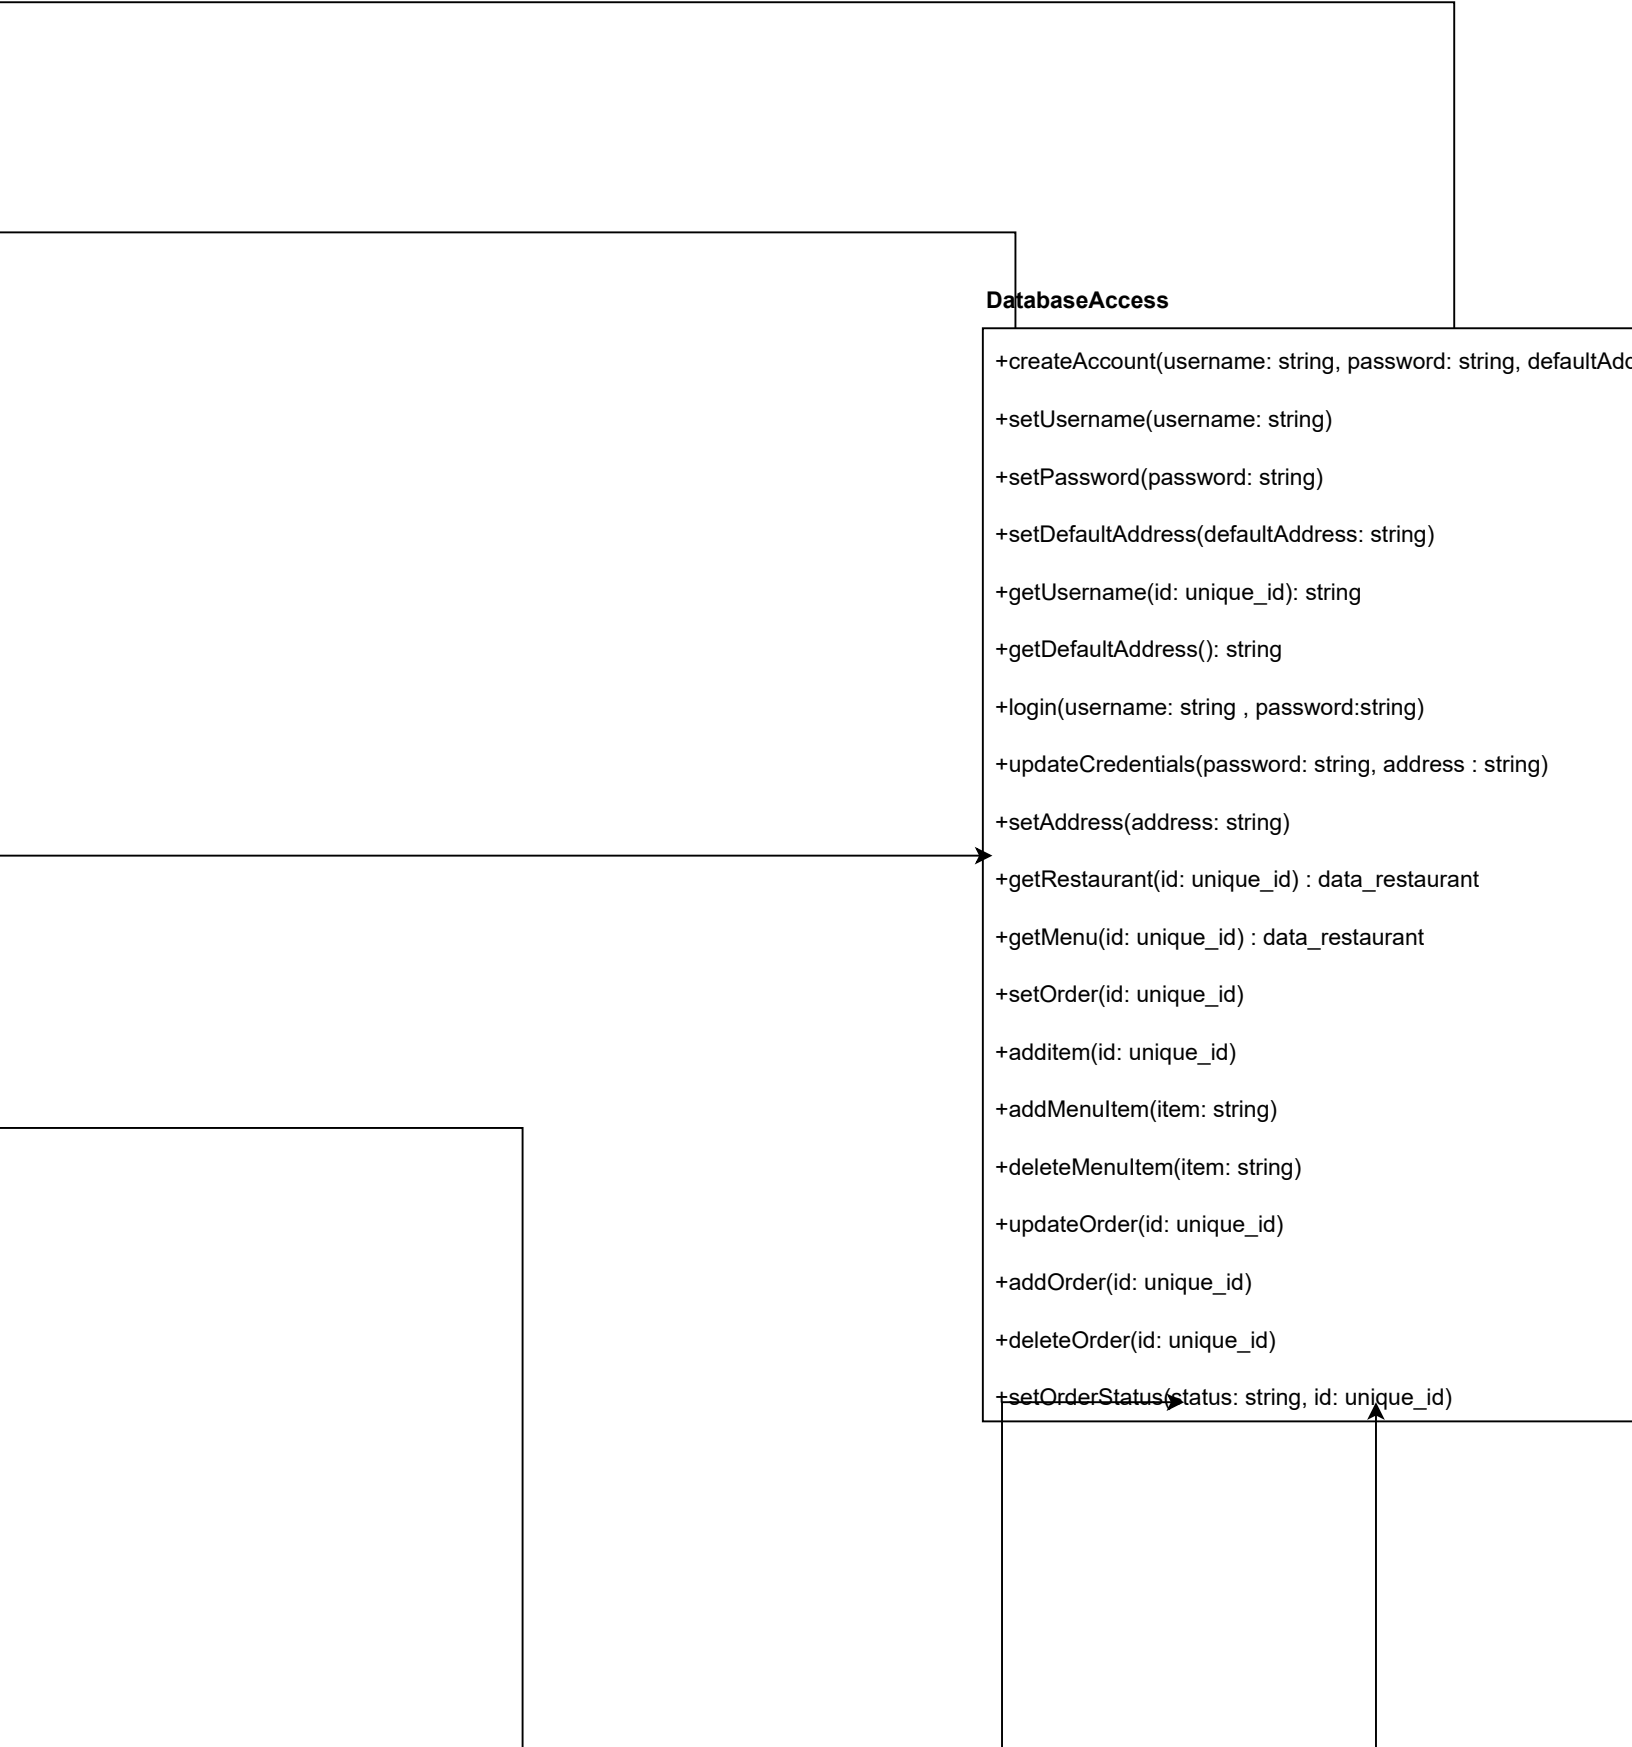 DatabaseAccess
+createAccount(username: string, password: string,
+setUsername(username: string)
+setPassword(password: string)
+setDefaultAddress(defaultAddress: string)
+getUsername(id: unique_id): string
+getDefaultAddress(): string
+login(username: string , password:string)
+updateCredentials(password: string, address : string)
+setAddress(address: string)
+getRestaurant(id: unique_id) : data_restaurant
+getMenu(id: unique_id) : data_restaurant
+setOrder(id: unique_id)
+additem(id: unique_id)
+addMenuItem(item: string)
+deleteMenuItem(item: string)
+updateOrder(id: unique_id)
+addOrder(id: unique_id)
+deleteOrder(id: unique_id)
+setOrderStatus(status: string, id: unique_id)